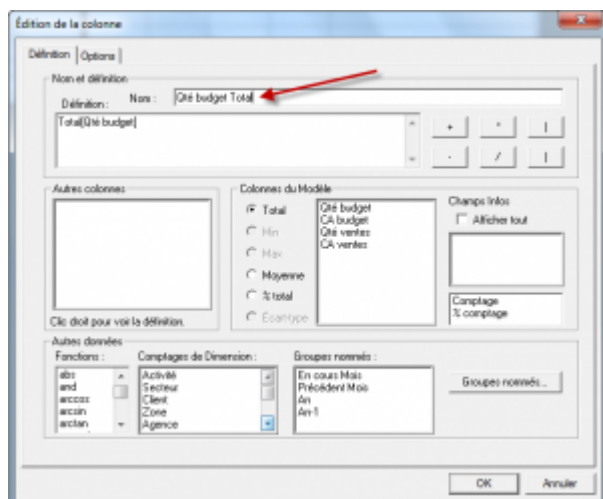 Édition de la colonne
Définition Options
Nom et définition
Nom : Qté budget Total
Définition :
Total[Qté budget]
+ * (
- / )
Autres colonnes
Clic droit pour voir la définition.
Colonnes du Modèle
Total
Min
Max
Moyenne
% total
Ecart-type
Qté budget
CA budget
Qté ventes
CA ventes
Champs Infos
Afficher tout
Comptage
% comptage
Autres données
Fonctions :
abs
and
arccos
arcsin
arctan
Comptages de Dimension :
Activité
Secteur
Client
Zone
Agence
Groupes nommés :
En cours Mois
Précédent Mois
An
An-1
Groupes nommés...
OK Annuler